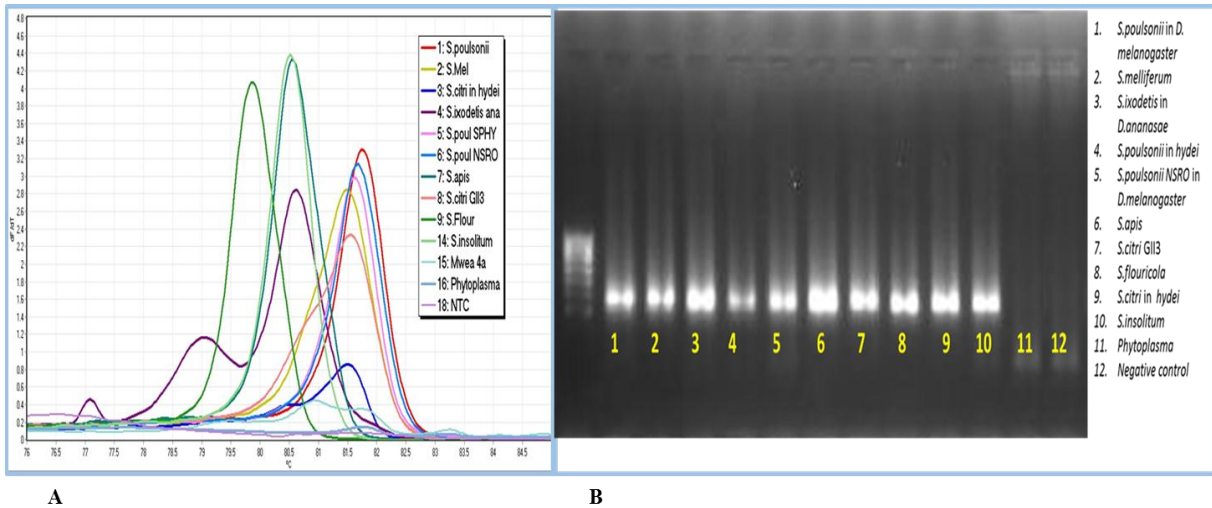 4.8
4.6
4.4
4.2
4
3.8
3.6
3.4
3.2
3
2.8
2.6
2.4
2.2
2
1.8
1.6
1.4
1.2
1
0.8
0.6
0.4
0.2
0
76 76.5 77 77.5 78 78.5 79 79.5 80 80.5 81 81.5 82 82.5 83 83.5 84 84.5
°C
1: S.poulsonii
2: S.Mel
3: S.citri in hydei
4: S.ixodetis ana
5: S.poul SPHY
6: S.poul NSRO
7: S.apis
8: S.citri GII3
9: S.Flour
14: S.insolitum
15: Mwea 4a
16: Phytoplasma
18: NTC
1 2 3 4 5 6 7 8 9 10 11 12
1. S.poulsonii in D.
melanogaster
2. S.melliferum
3. S.ixodetis in
D.ananasae
4. S.poulsonii in hydei
5. S.poulsonii NSRO in
D.melanogaster
6. S.apis
7. S.citri GII3
8. S.flouricola
9. S.citri in hydei
10. S.insolitum
11. Phytoplasma
12. Negative control
A B